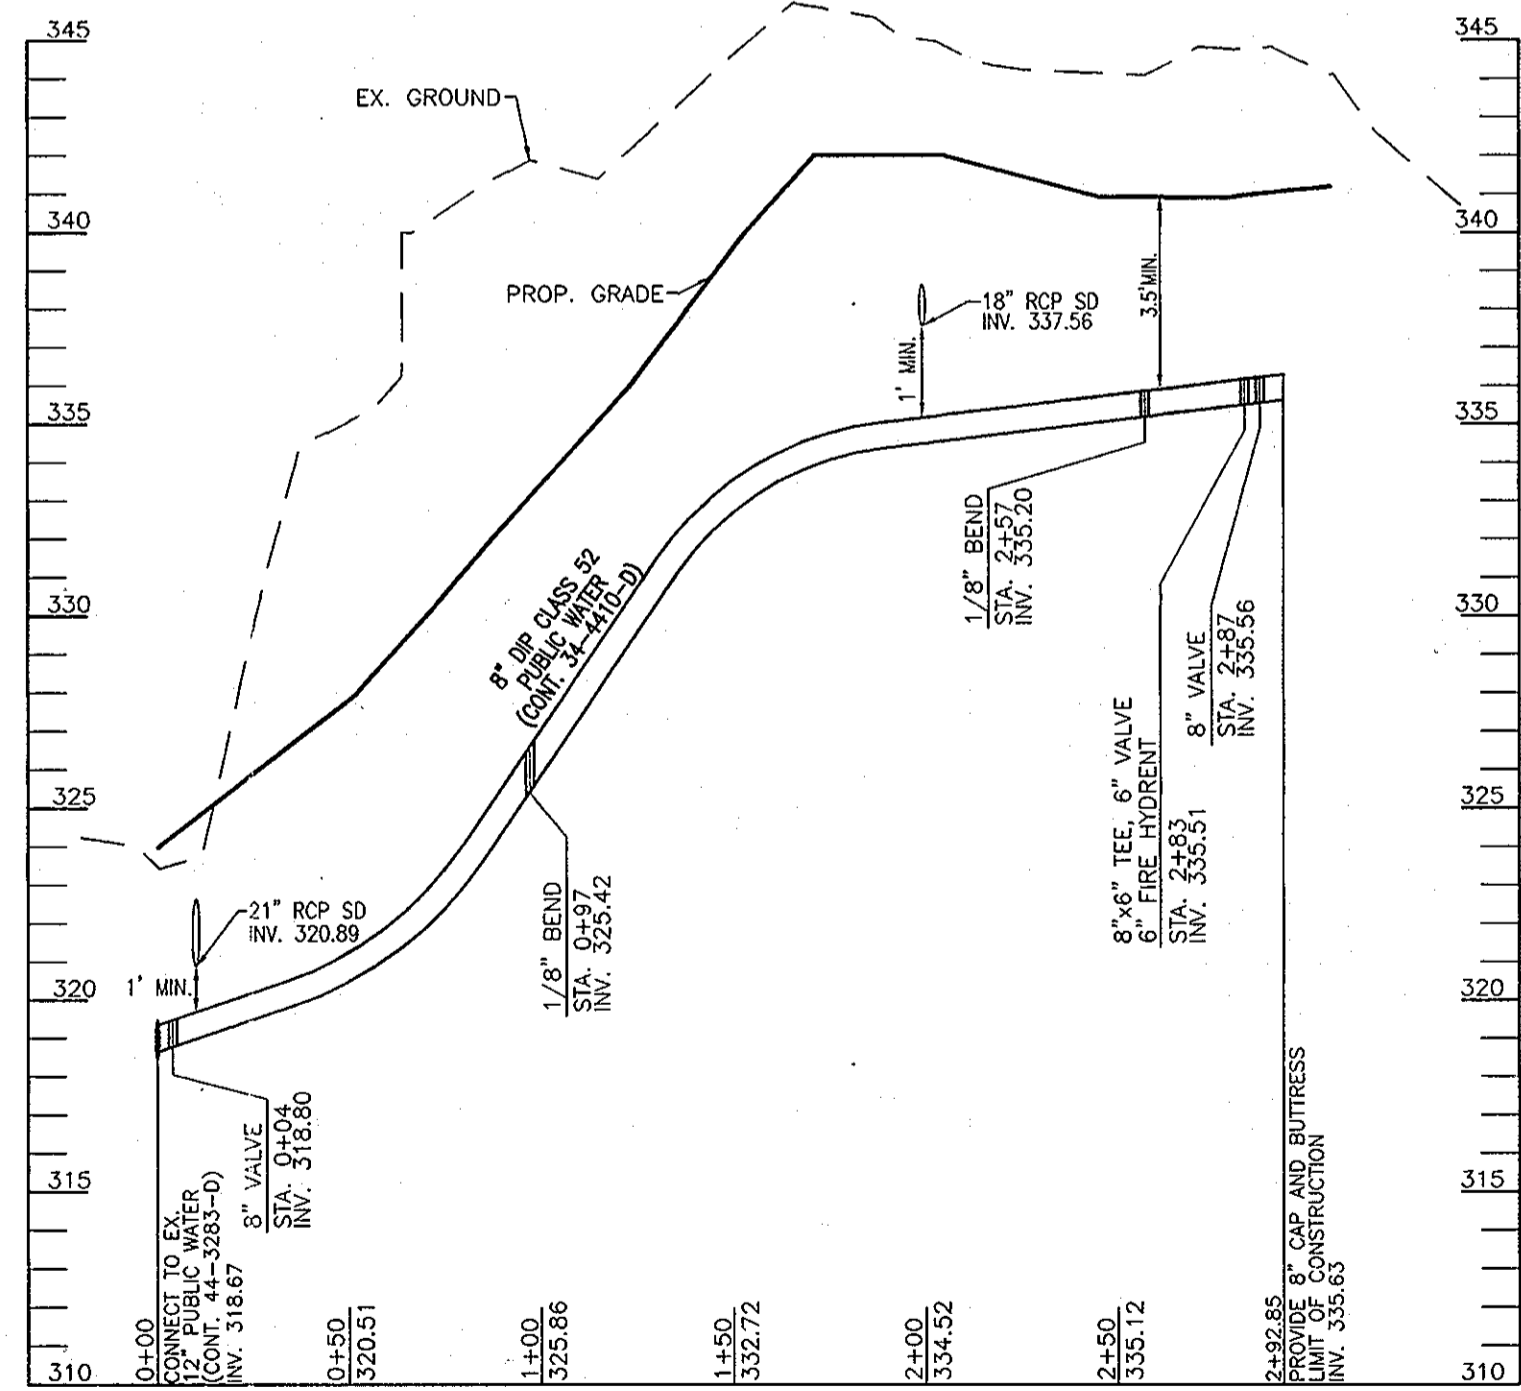 345
345
EX. GROUND
340
340
PROP. GRADE
18" RCP SD
INV. 337.56
3.5'MIN.
1' MIN.
335
335
1/8" BEND
STA. 2+57
INV. 335.20
8" DIP CLASS 52
PUBLIC WATER
(CONT. 34-4410-D)
330
330
8" VALVE
STA. 2+87
INV. 335.56
8"x6" TEE, 6" VALVE
6" FIRE HYDRENT
STA. 2+83
INV. 335.51
325
325
21" RCP SD
INV. 320.89
1' MIN.
1/8" BEND
STA. 0+97
INV. 325.42
320
320
8" VALVE
STA. 0+04
INV. 318.80
315
315
0+00
CONNECT TO EX.
12" PUBLIC WATER
(CONT. 44-3283-D)
INV. 318.67
0+50
320.51
1+00
325.86
1+50
332.72
2+00
334.52
2+50
335.12
2+92.85
PROVIDE 8" CAP AND BUTTRESS
LIMIT OF CONSTRUCTION
INV. 335.63
310
310